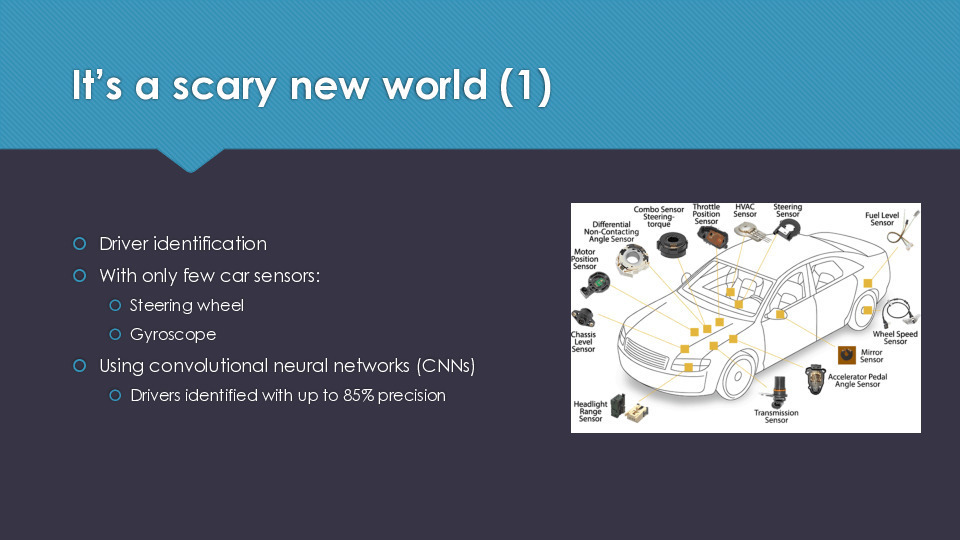 It's a scary new world (1)
Driver identification
With only few car sensors:
Steering wheel
Gyroscope
Using convolutional neural networks (CNNs)
Drivers identified with up to 85% precision
Combo Sensor
Steering-
torque
Throttle
Position
Sensor
HVAC
Sensor
Steering
Sensor
Fuel Level
Sensor
Differential
Non-Contacting
Angle Sensor
Motor
Position
Sensor
Chassis
Level
Sensor
Wheel Speed
Sensor
Mirror
Sensor
Accelerator Pedal
Angle Sensor
Headlight
Range
Sensor
Transmission
Sensor